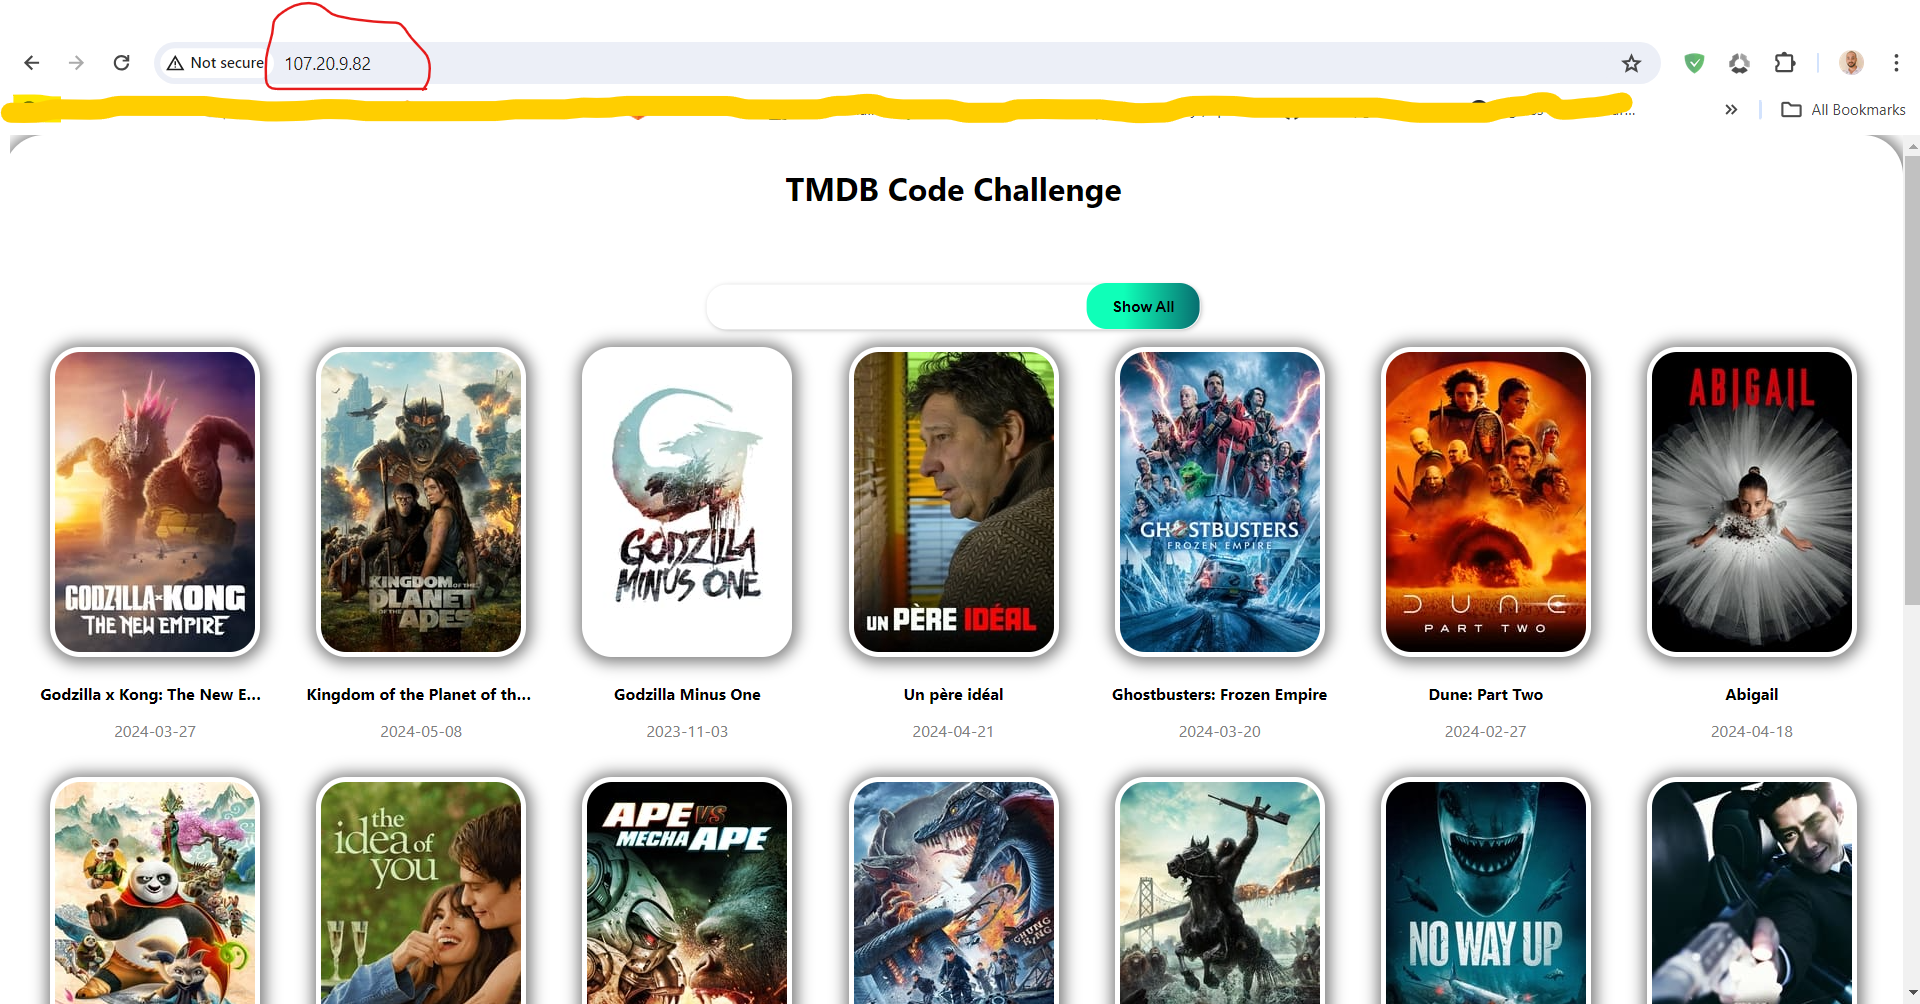 Not secure 107.20.9.82
All Bookmarks
TMDB Code Challenge
Show All
GODZILLA x KONG
THE NEW EMPIRE
KINGDOM OF THE
PLANET
OF THE APES
GODZILLA
MINUS ONE
UN PÈRE IDÉAL
GHOSTBUSTERS
FROZEN EMPIRE
DUNE
PART TWO
ABIGAIL
Godzilla x Kong: The New E...
Kingdom of the Planet of th...
Godzilla Minus One
Un père idéal
Ghostbusters: Frozen Empire
Dune: Part Two
Abigail
2024-03-27
2024-05-08
2023-11-03
2024-04-21
2024-03-20
2024-02-27
2024-04-18
the
idea of
you
APE VS
MECHA APE
CHUNG
KING
NO WAY UP